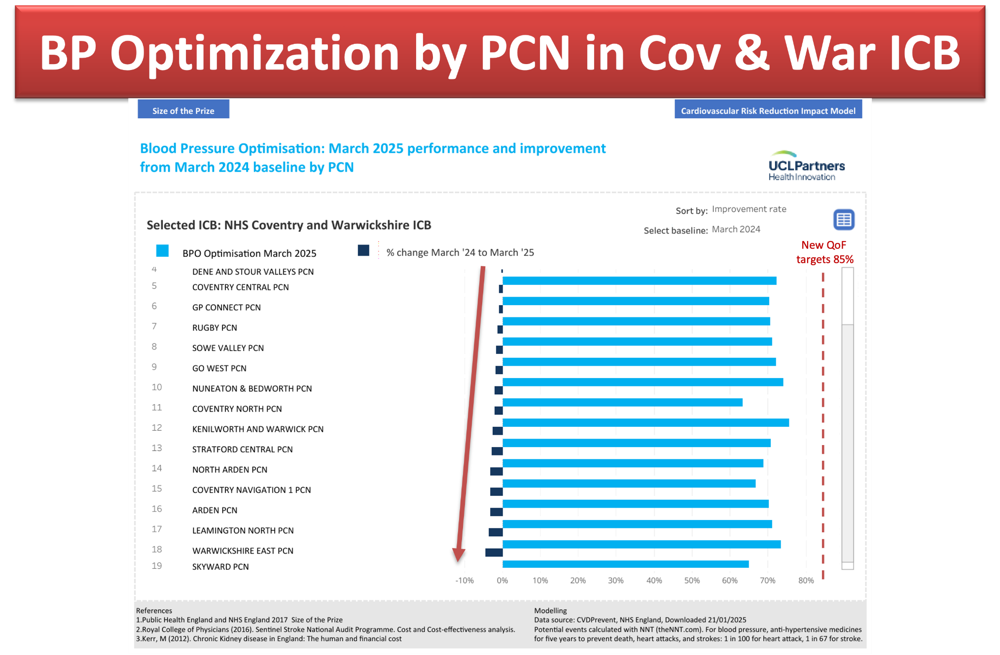 BP Optimization by PCN in Cov & War ICB
Size of the Prize
Cardiovascular Risk Reduction Impact Model
Blood Pressure Optimisation: March 2025 performance and improvement
from March 2024 baseline by PCN
UCLPartners
Health Innovation
Sort by: Improvement rate
Selected ICB: NHS Coventry and Warwickshire ICB
Select baseline: March 2024
New QoF
targets 85%
BPO Optimisation March 2025
% change March '24 to March '25
4 DENE AND STOUR VALLEYS PCN
5 COVENTRY CENTRAL PCN
6 GP CONNECT PCN
7 RUGBY PCN
8 SOWE VALLEY PCN
9 GO WEST PCN
10 NUNEATON & BEDWORTH PCN
11 COVENTRY NORTH PCN
12 KENILWORTH AND WARWICK PCN
13 STRATFORD CENTRAL PCN
14 NORTH ARDEN PCN
15 COVENTRY NAVIGATION 1 PCN
16 ARDEN PCN
17 LEAMINGTON NORTH PCN
18 WARWICKSHIRE EAST PCN
19 SKYWARD PCN
-10% 0% 10% 20% 30% 40% 50% 60% 70% 80%
References
1.Public Health England and NHS England 2017 Size of the Prize
2.Royal College of Physicians (2016). Sentinel Stroke National Audit Programme. Cost and Cost-effectiveness analysis.
3.Kerr, M (2012). Chronic Kidney disease in England: The human and financial cost
Modelling
Data source: CVDPrevent, NHS England, Downloaded 21/01/2025
Potential events calculated with NNT (theNNT.com). For blood pressure, anti-hypertensive medicines
for five years to prevent death, heart attacks, and strokes: 1 in 100 for heart attack, 1 in 67 for stroke.